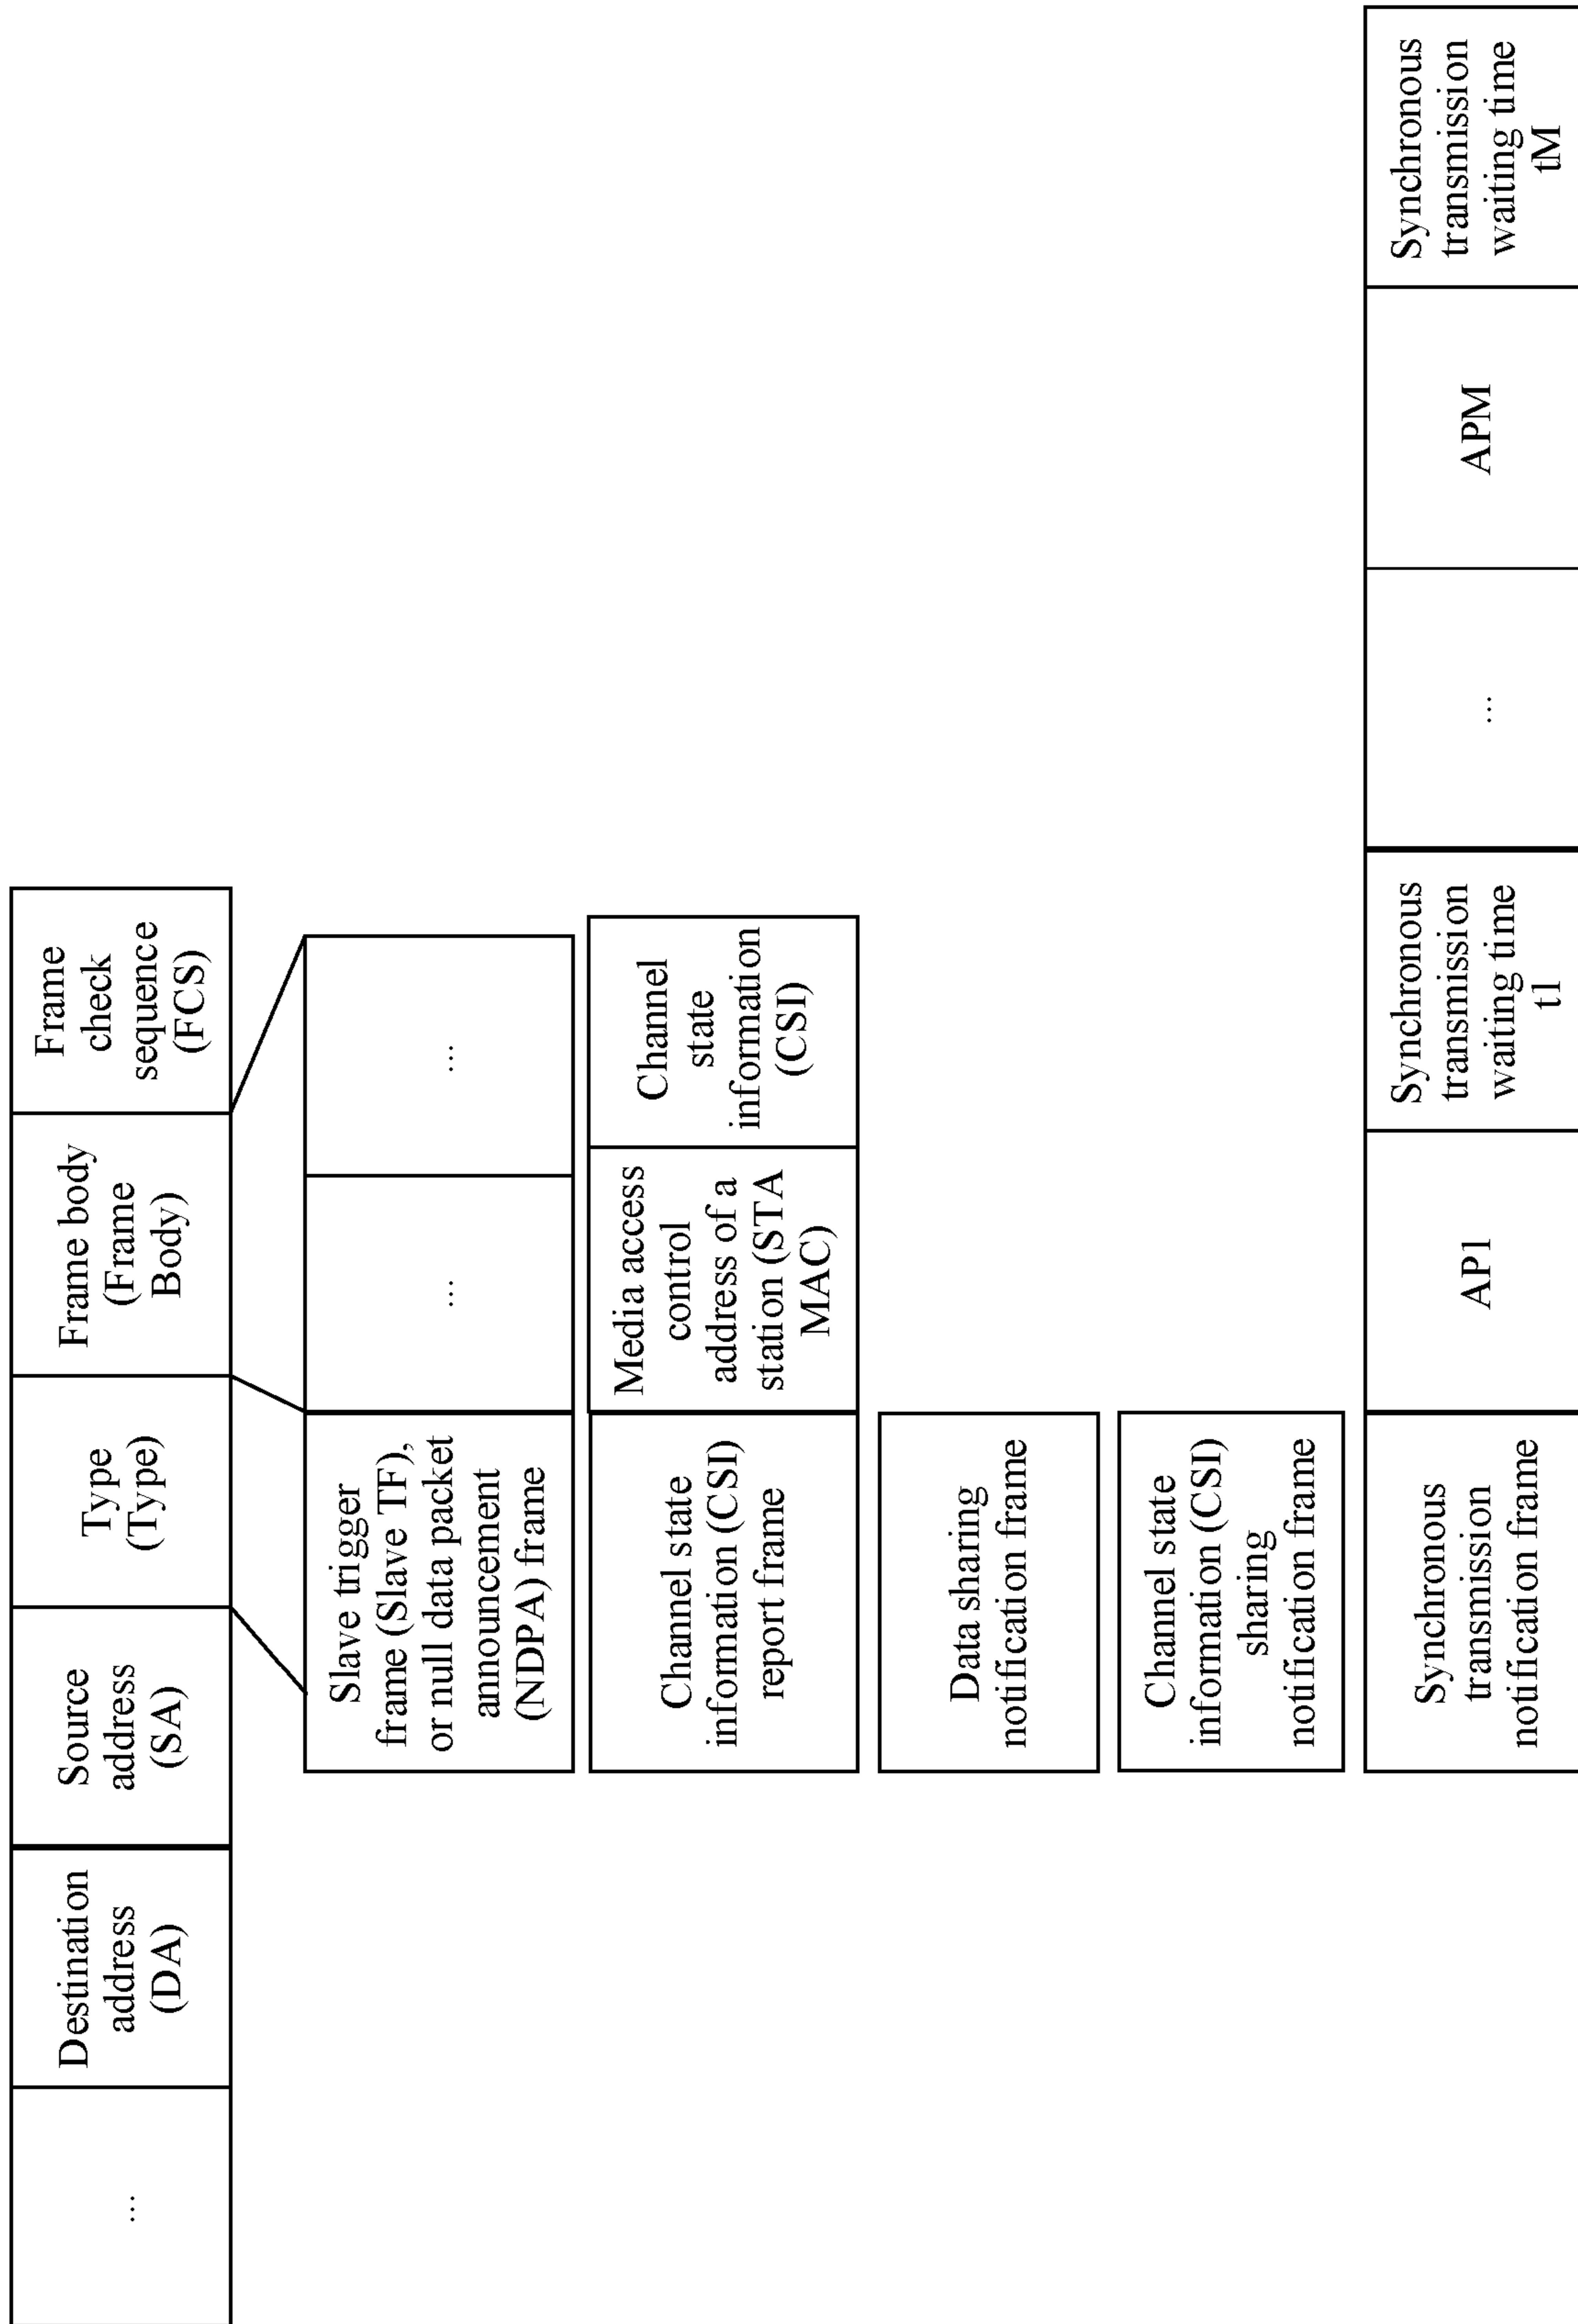 ...
Destination
address
(DA)
Source
address
(SA)
Type
(Type)
Frame body
(Frame
Body)
Frame
check
sequence
(FCS)
Slave trigger
frame (Slave TF),
or null data packet
announcement
(NDPA) frame
...
...
Channel state
information (CSI)
report frame
Media access
control
address of a
station (STA
MAC)
Channel
state
information
(CSI)
Data sharing
notification frame
Channel state
information (CSI)
sharing
notification frame
Synchronous
transmission
notification frame
AP1
Synchronous
transmission
waiting time
t1
...
APM
Synchronous
transmission
waiting time
tM